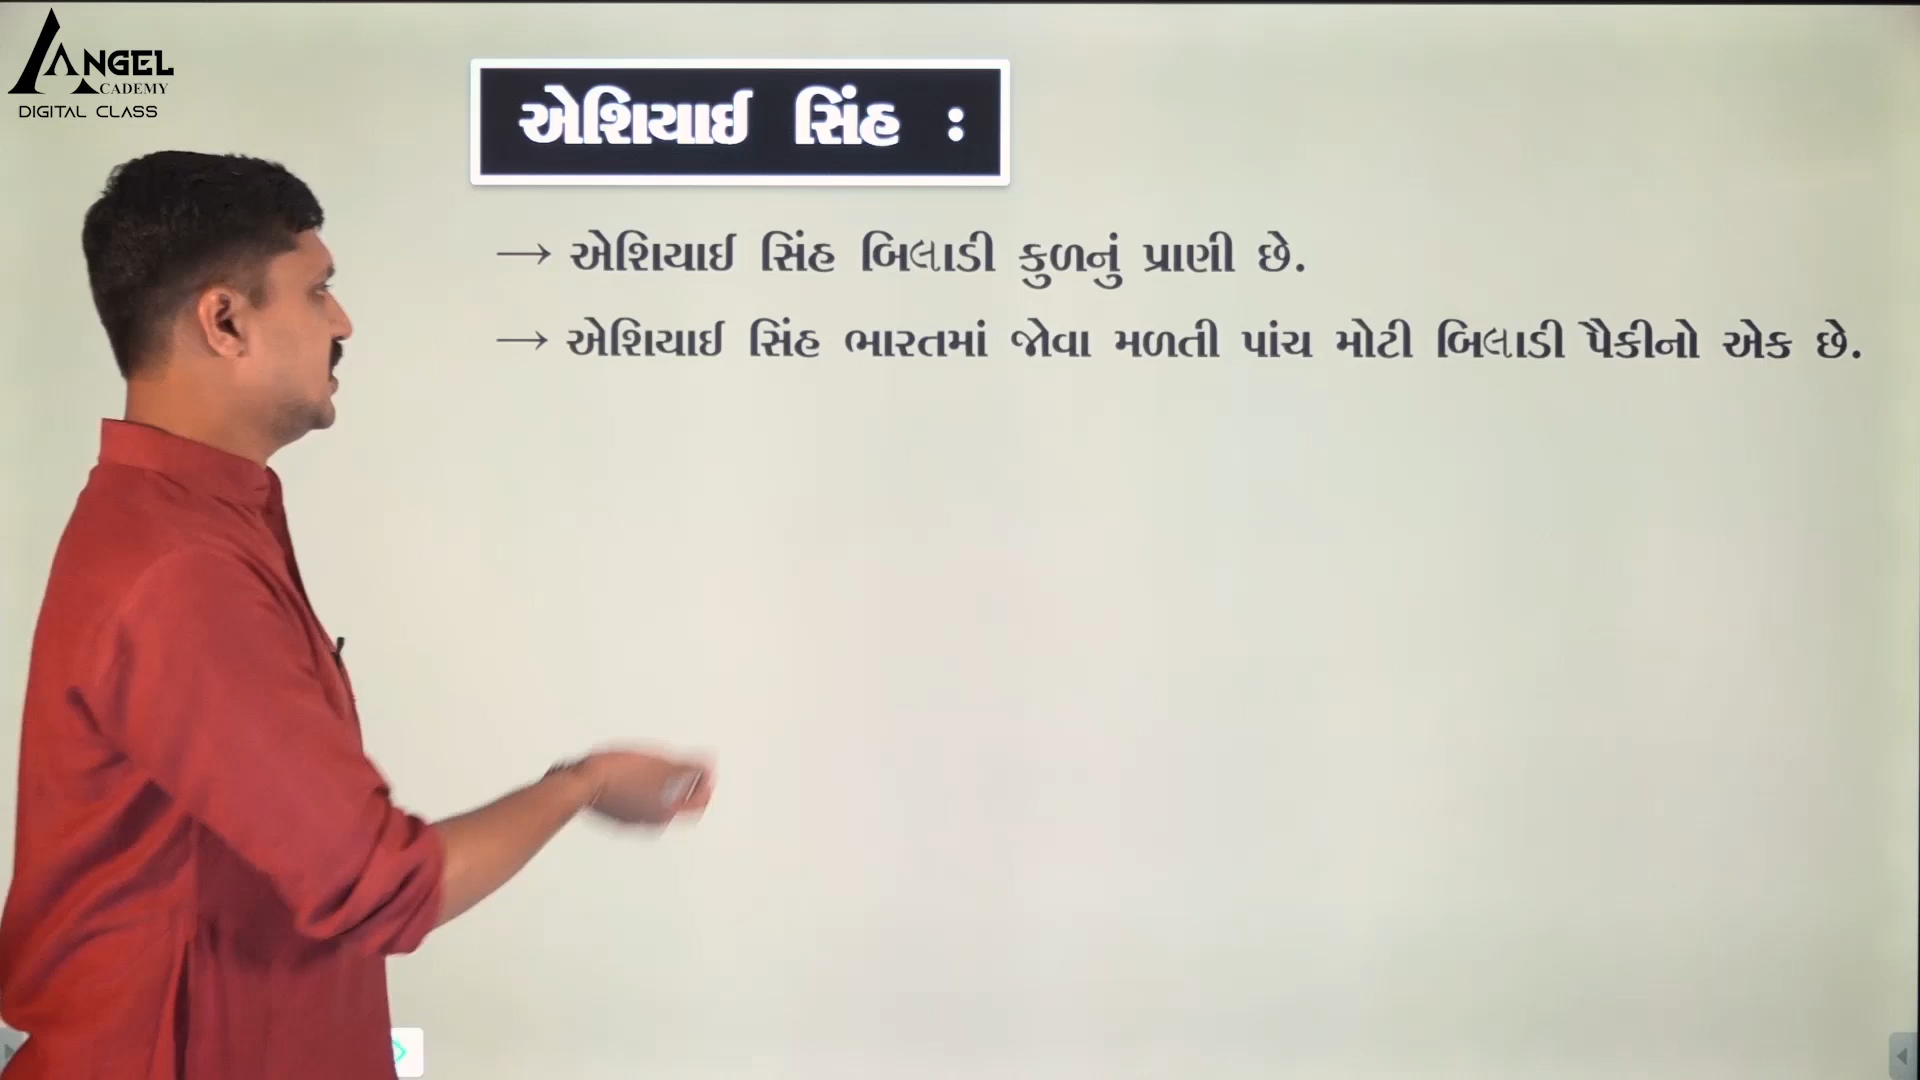 ANGEL
ACADEMY
DIGITAL CLASS
એશિયાઈ સિંહ :
→ એશિયાઈ સિંહ બિલાડી કુળનું પ્રાણી છે.
→ એશિયાઈ સિંહ ભારતમાં જોવા મળતી પાંચ મોટી બિલાડી પૈકીનો એક છે.